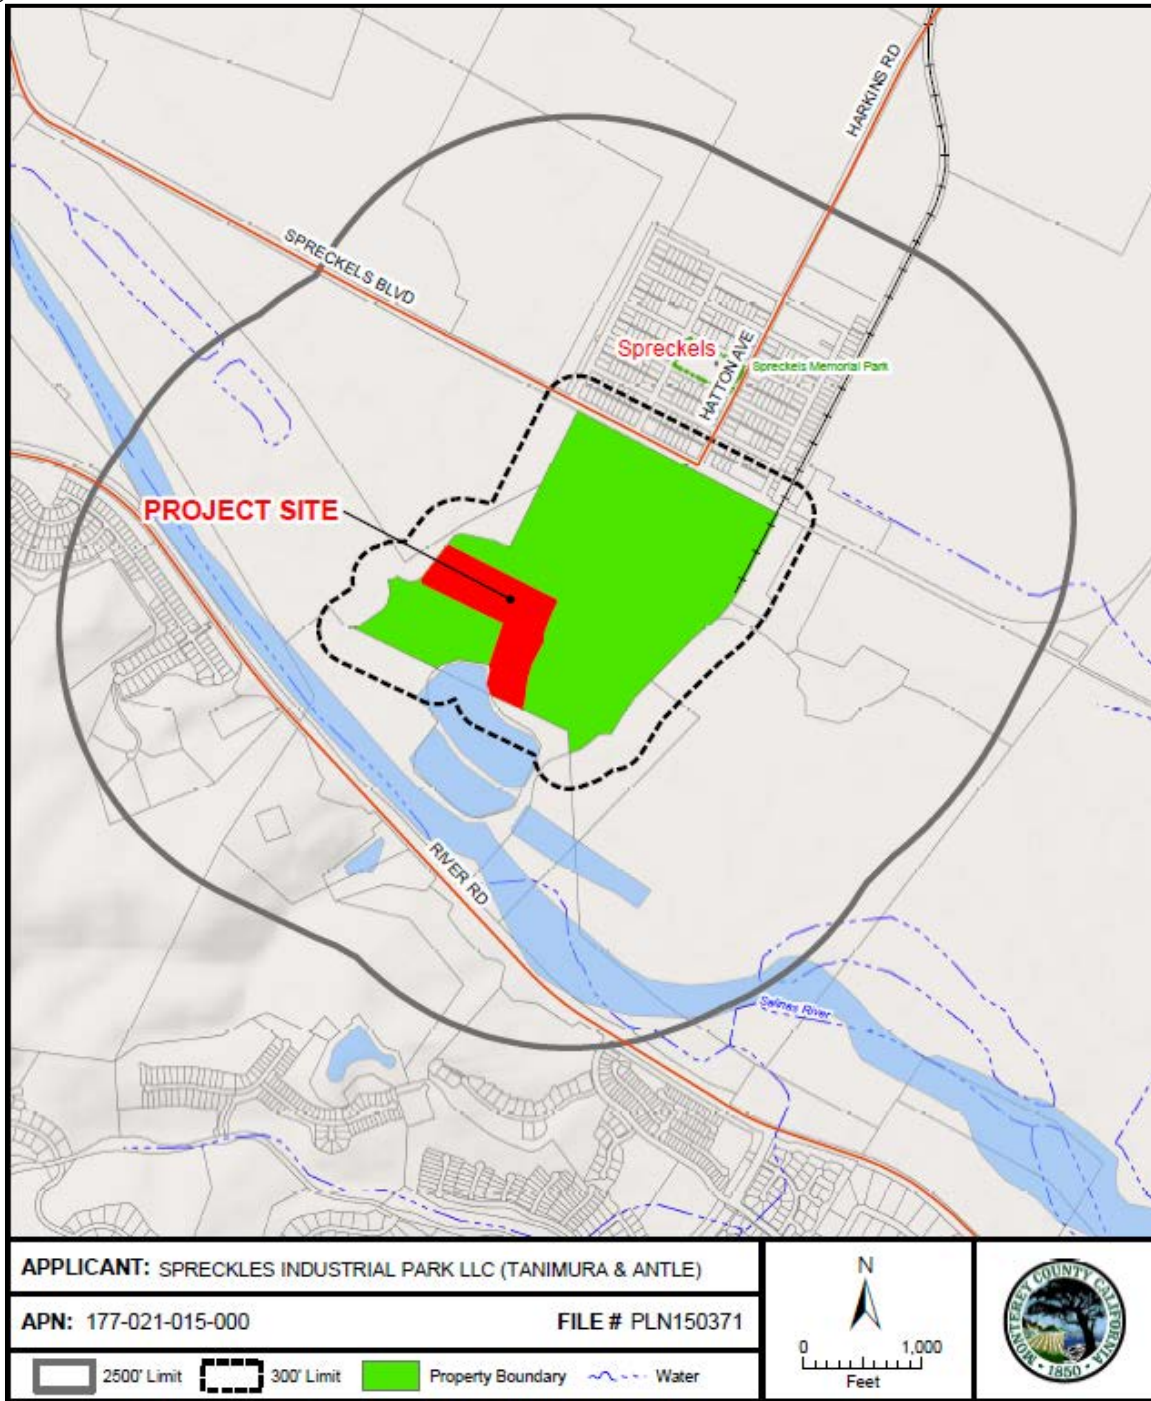 HARKINS RD
SPRECKELS BLVD
Spreckels
HATTON AVE
Spreckels Memorial Park
PROJECT SITE
RIVER RD
Salinas River
APPLICANT: SPRECKLES INDUSTRIAL PARK LLC (TANIMURA & ANTLE)
APN: 177-021-015-000 FILE # PLN150371
2500' Limit 300' Limit Property Boundary Water
N
0 1,000
Feet
MONTEREY COUNTY CALIFORNIA
1850